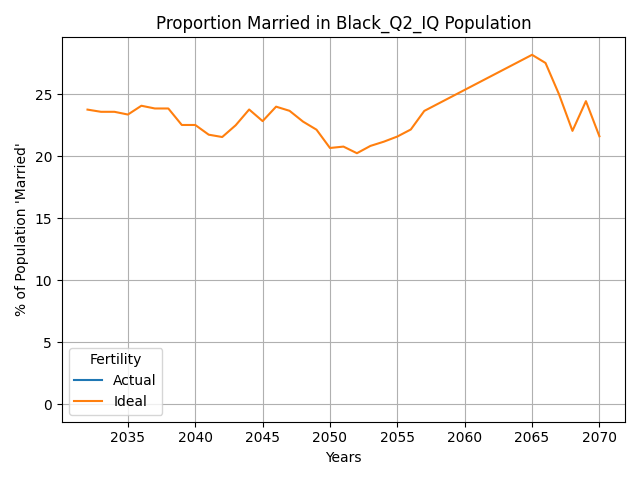 Proportion Married in Black_Q2_IQ Population
% of Population 'Married'
25
20
15
10
5
0
Fertility
Actual
Ideal
2035 2040 2045 2050 2055 2060 2065 2070
Years